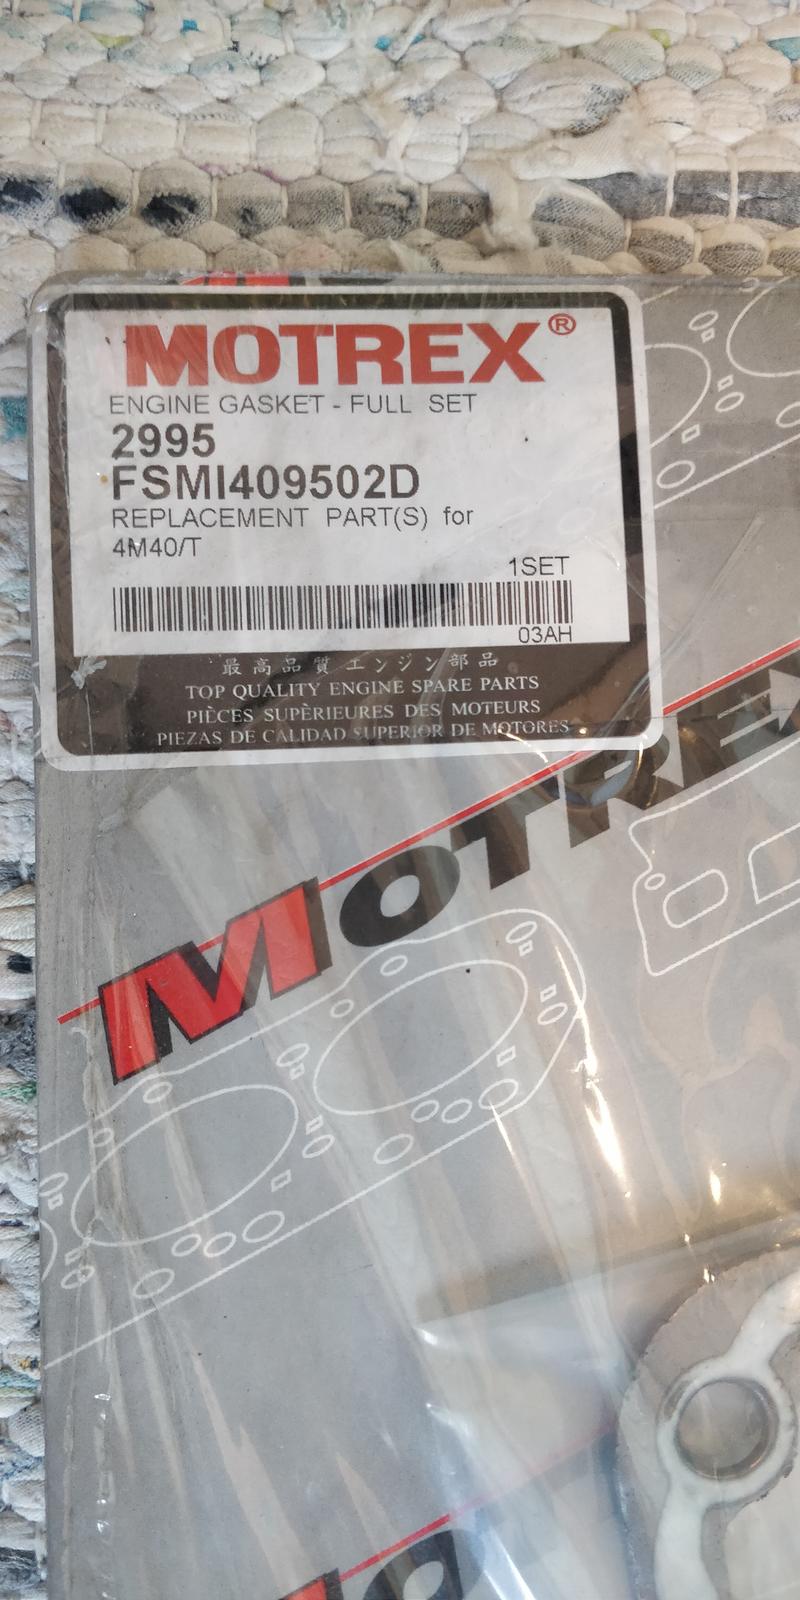 MOTREX®
ENGINE GASKET - FULL SET
2995
FSMI409502D
REPLACEMENT PART(S) for
4M40/T
1SET
03AH
最高品質エンジン部品
TOP QUALITY ENGINE SPARE PARTS
PIÈCES SUPÈRIEURES DES MOTEURS
PIEZAS DE CALIDAD SUPERIOR DE MOTORES
MOTREX